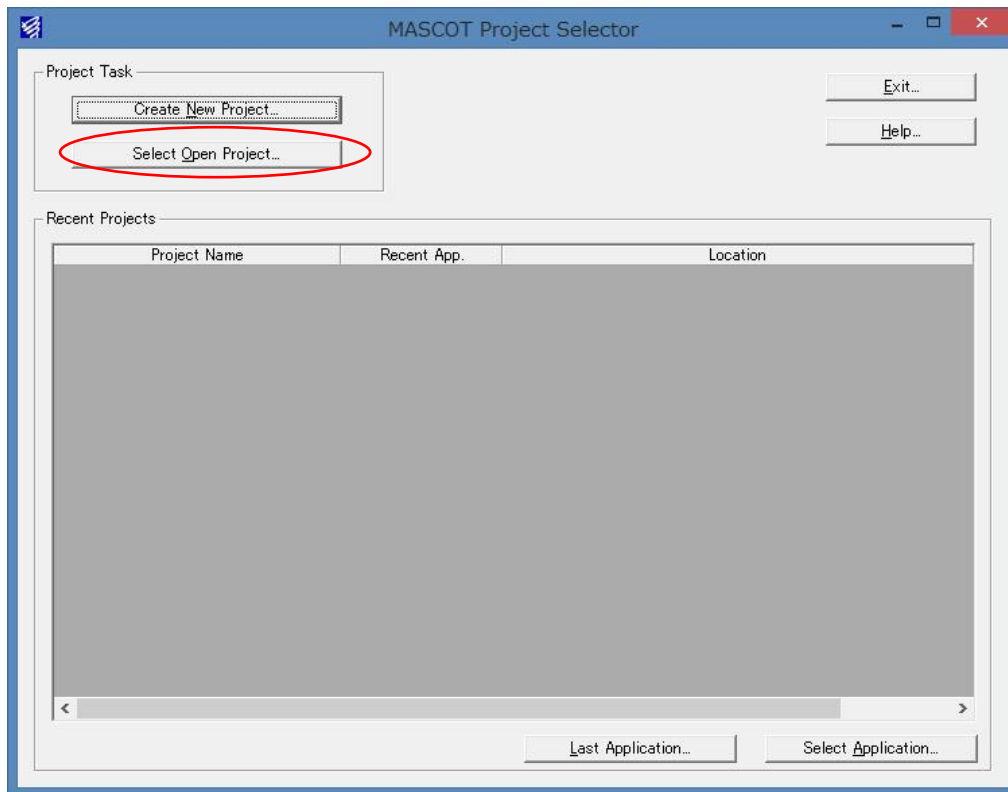 MASCOT Project Selector
Project Task
Create New Project...
Select Open Project...
Exit...
Help...
Recent Projects
Project Name Recent App. Location
Last Application...
Select Application...